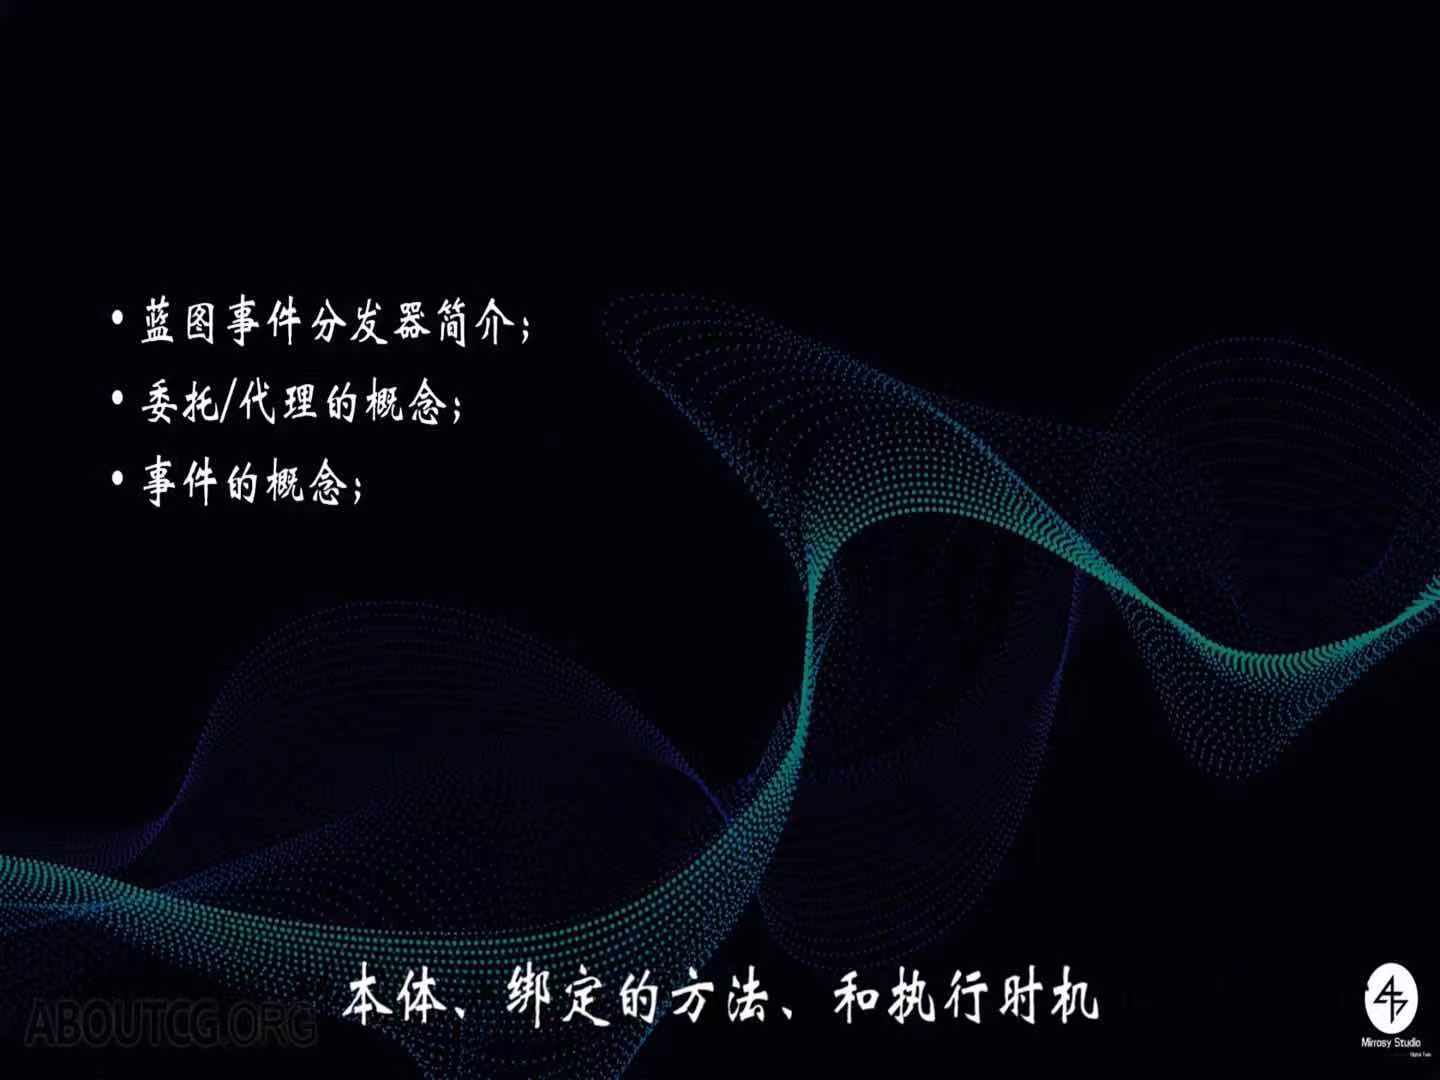 • 蓝图事件分发器简介；
• 委托/代理的概念；
• 事件的概念；
本体、绑定的方法、和执行时机
ABOUTCG.ORG
Mirrosy Studio